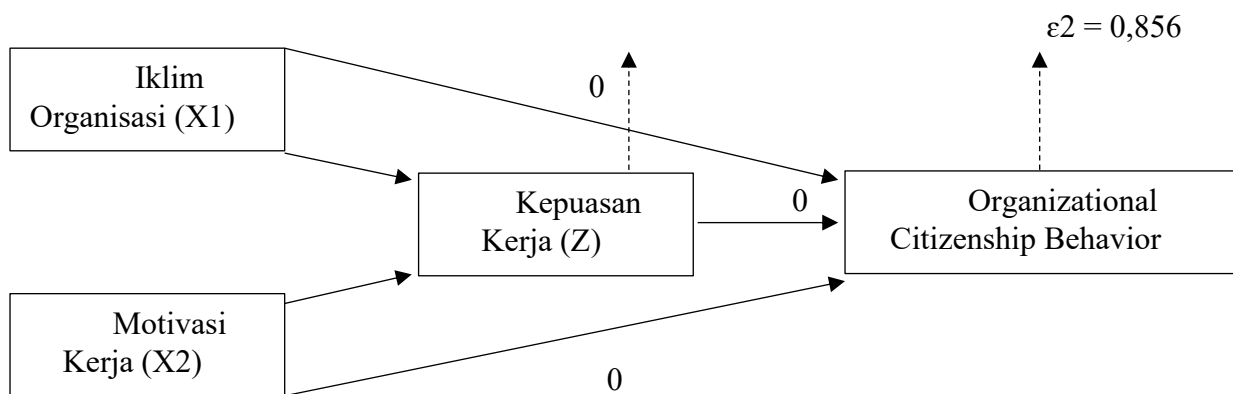 ε2 = 0,856
Iklim
Organisasi (X1)
0
Kepuasan
Kerja (Z)
0
Organizational
Citizenship Behavior
Motivasi
Kerja (X2)
0